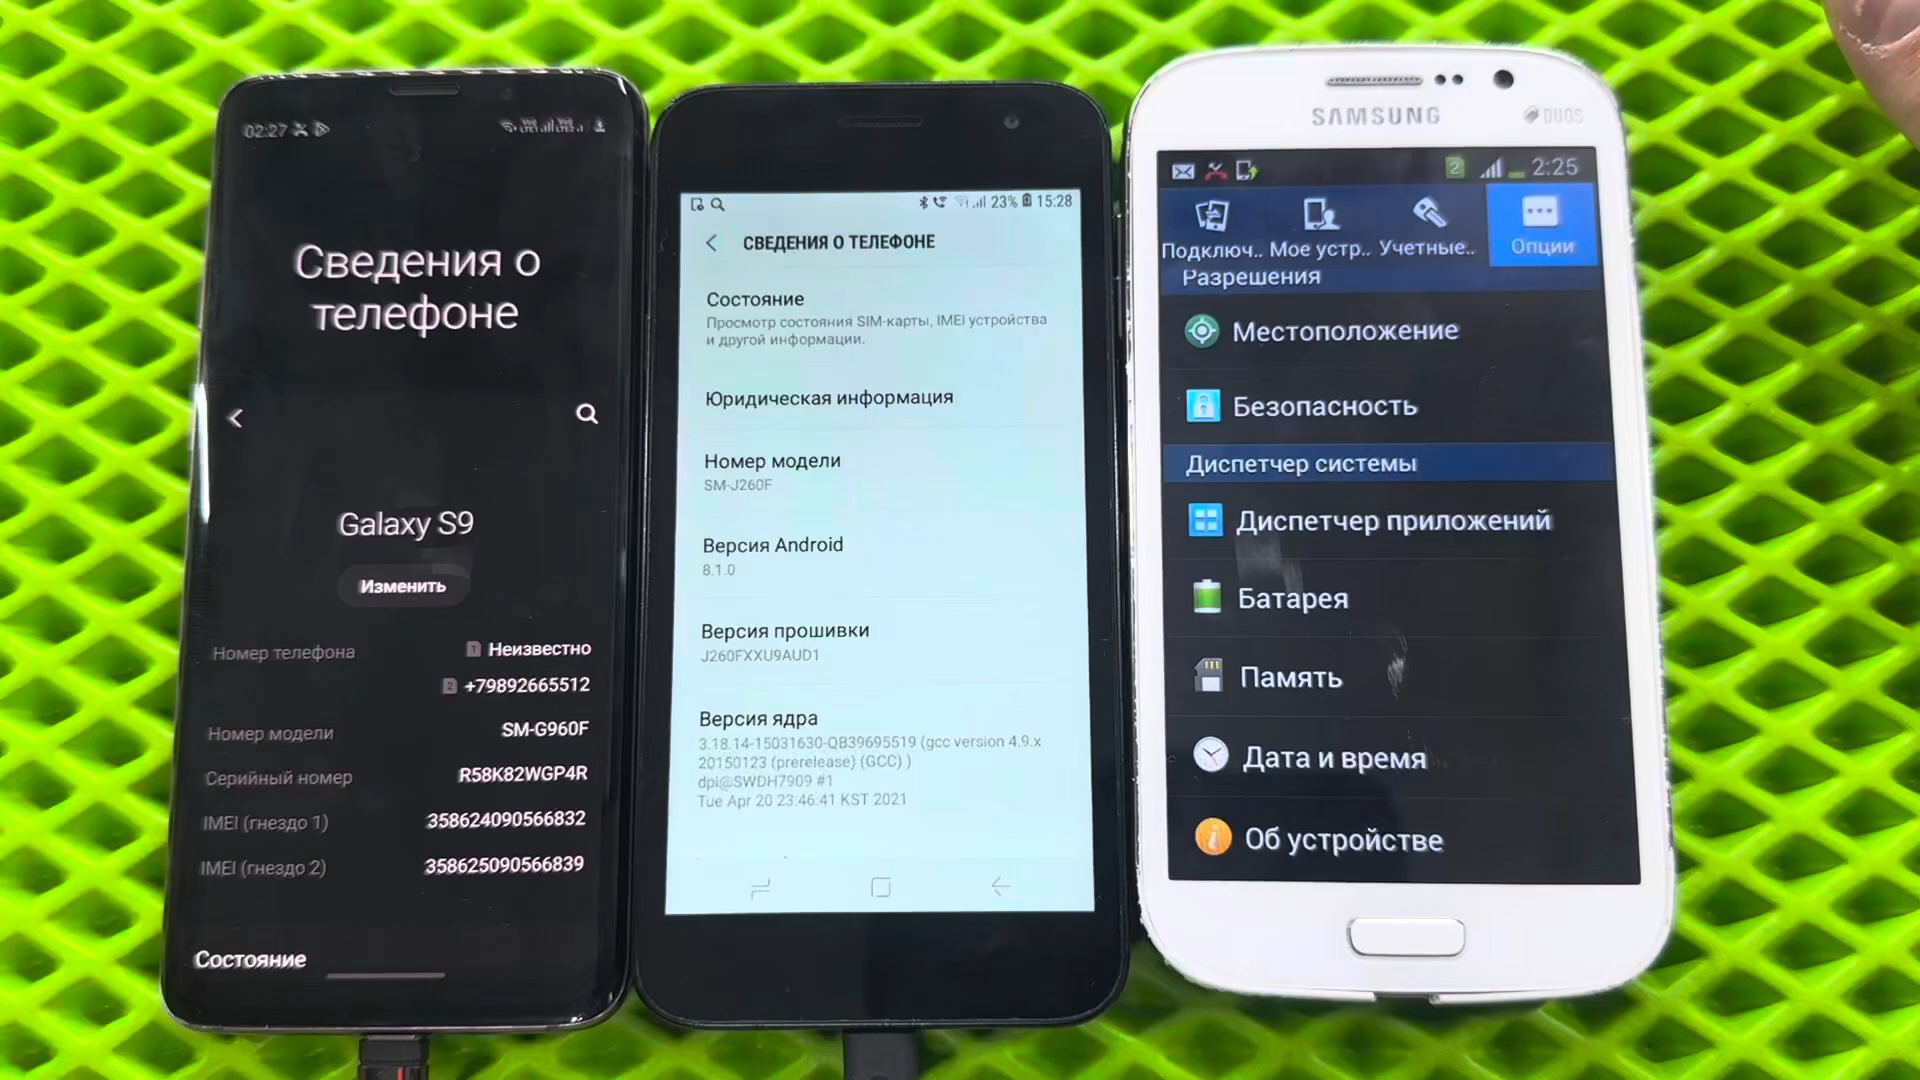 02:27
Сведения о
телефоне
Galaxy S9
Изменить
Номер телефона
1 Неизвестно
2 +79892665512
Номер модели
SM-G960F
Серийный номер
R58K82WGP4R
IMEI (гнездо 1)
358624090566832
IMEI (гнездо 2)
358625090566839
Состояние
23% 15:28
СВЕДЕНИЯ О ТЕЛЕФОНЕ
Состояние
Просмотр состояния SIM-карты, IMEI устройства
и другой информации.
Юридическая информация
Номер модели
SM-J260F
Версия Android
8.1.0
Версия прошивки
J260FXXU9AUD1
Версия ядра
3.18.14-15031630-QB39695519 (gcc version 4.9.x
20150123 (prerelease) (GCC) )
dpi@SWDH7909 #1
Tue Apr 20 23:46:41 KST 2021
SAMSUNG
DUOS
2 2:25
Подключ.. Мое устр.. Учетные.. Опции
Разрешения
Местоположение
Безопасность
Диспетчер системы
Диспетчер приложений
Батарея
Память
Дата и время
Об устройстве